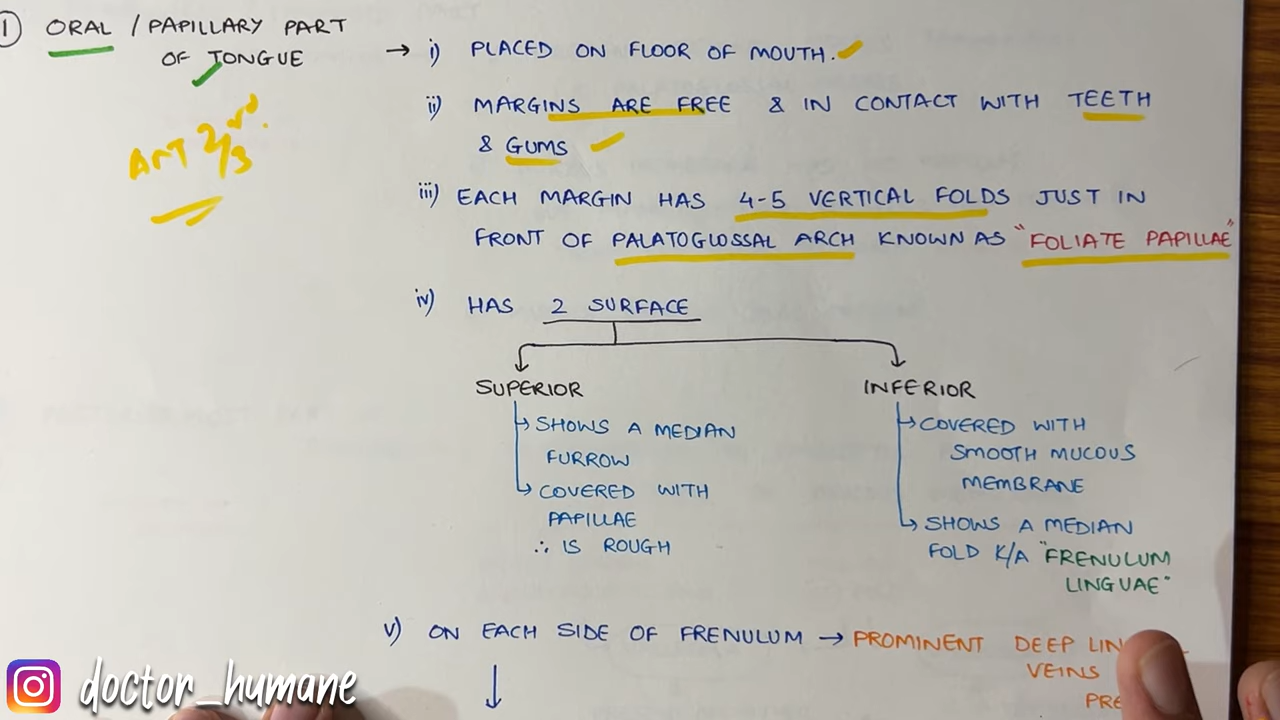 1 ORAL / PAPILLARY PART
OF TONGUE
ANT 2/3rd.
→ i) PLACED ON FLOOR OF MOUTH.
ii) MARGINS ARE FREE & IN CONTACT WITH TEETH
& GUMS
iii) EACH MARGIN HAS 4-5 VERTICAL FOLDS JUST IN
FRONT OF PALATOGLOSSAL ARCH KNOWN AS "FOLIATE PAPILLAE"
iv) HAS 2 SURFACE
SUPERIOR
↳ SHOWS A MEDIAN
FURROW
↳ COVERED WITH
PAPILLAE
∴ IS ROUGH
INFERIOR
↳ COVERED WITH
SMOOTH MUCOUS
MEMBRANE
↳ SHOWS A MEDIAN
FOLD K/A "FRENULUM
LINGUAE"
v) ON EACH SIDE OF FRENULUM → PROMINENT DEEP
VEINS
doctor_humane